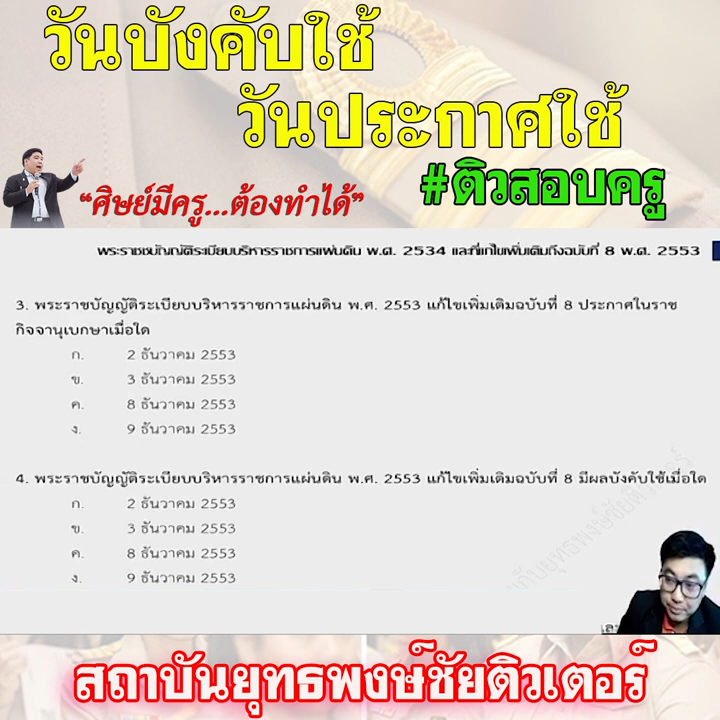 วันบังคับใช้
วันประกาศใช้
#ติวสอบครู
“ศิษย์มีครู...ต้องทำได้”
พระราชชบัญญัติระเบียบบริหารราชการแผ่นดิน พ.ศ. 2534 และที่แก้ไขเพิ่มเติมถึงฉบับที่ 8 พ.ศ. 2553
3. พระราชบัญญัติระเบียบบริหารราชการแผ่นดิน พ.ศ. 2553 แก้ไขเพิ่มเติมฉบับที่ 8 ประกาศในราช
กิจจานุเบกษาเมื่อใด
ก. 2 ธันวาคม 2553
ข. 3 ธันวาคม 2553
ค. 8 ธันวาคม 2553
ง. 9 ธันวาคม 2553
4. พระราชบัญญัติระเบียบบริหารราชการแผ่นดิน พ.ศ. 2553 แก้ไขเพิ่มเติมฉบับที่ 8 มีผลบังคับใช้เมื่อใด
ก. 2 ธันวาคม 2553
ข. 3 ธันวาคม 2553
ค. 8 ธันวาคม 2553
ง. 9 ธันวาคม 2553
สถาบันยุทธพงษ์ชัยติวเตอร์